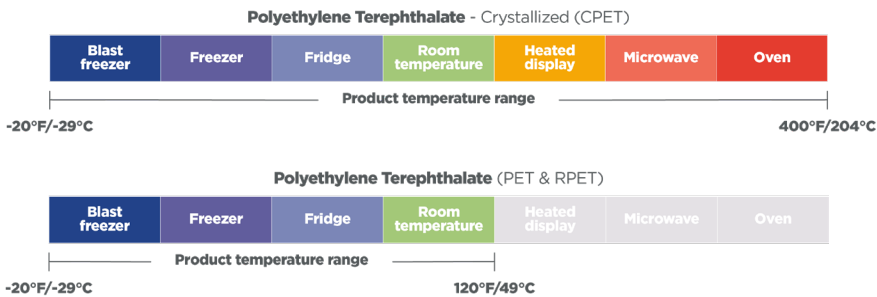 Polyethylene Terephthalate - Crystallized (CPET)
Blast freezer Freezer Fridge Room temperature Heated display Microwave Oven
Product temperature range
-20°F/-29°C 400°F/204°C
Polyethylene Terephthalate (PET & RPET)
Blast freezer Freezer Fridge Room temperature Heated display Microwave Oven
Product temperature range
-20°F/-29°C 120°F/49°C